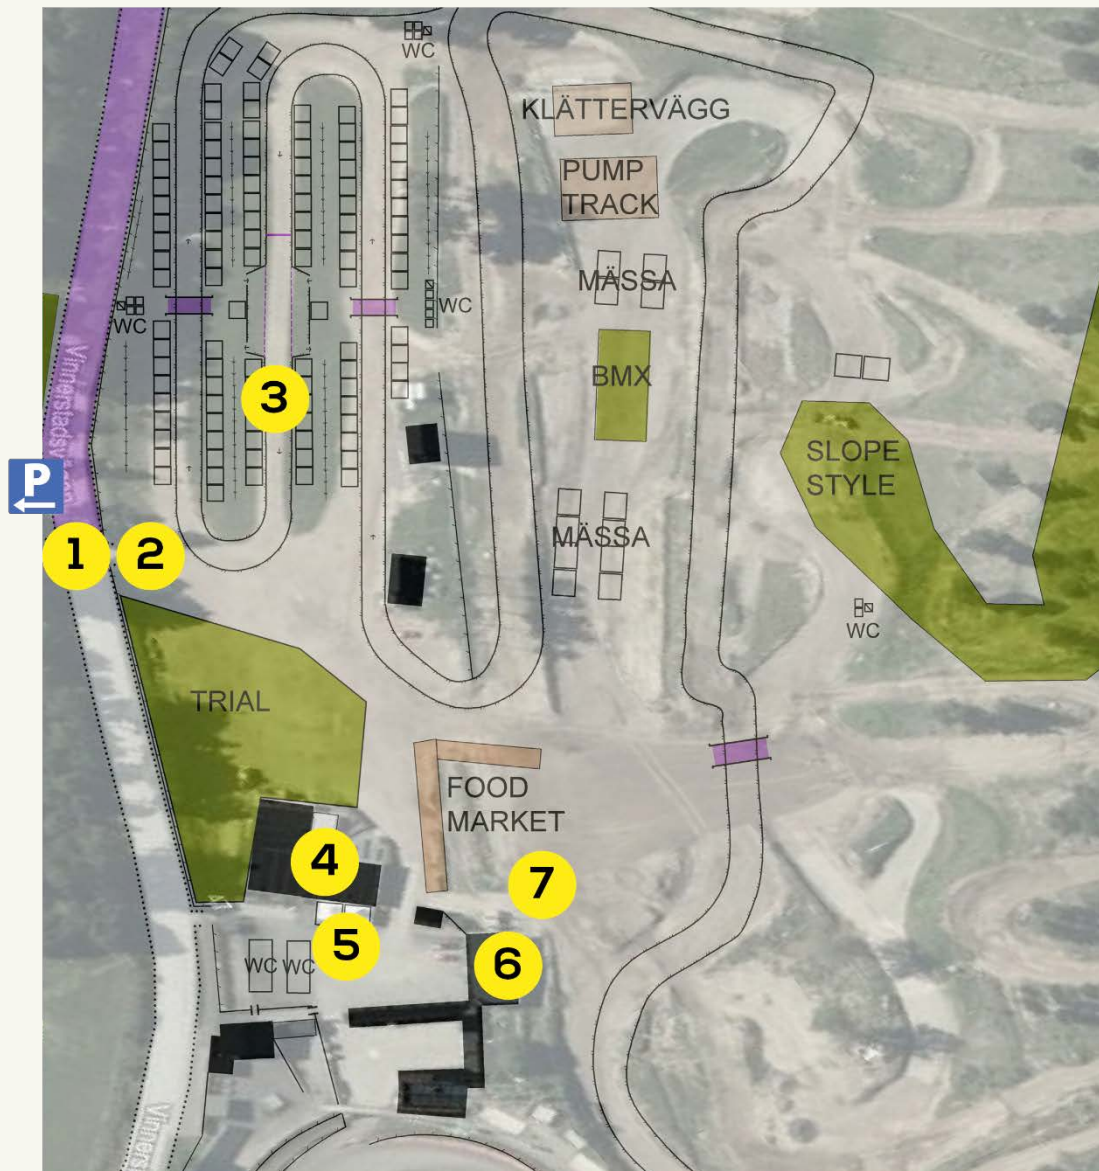 WC
KLÄTTERVÄGG
PUMP
TRACK
MÄSSA
WC
WC
BMX
3
SLOPE
STYLE
P
1
2
MÄSSA
WC
TRIAL
FOOD
MARKET
4
7
5
6
WC
WC